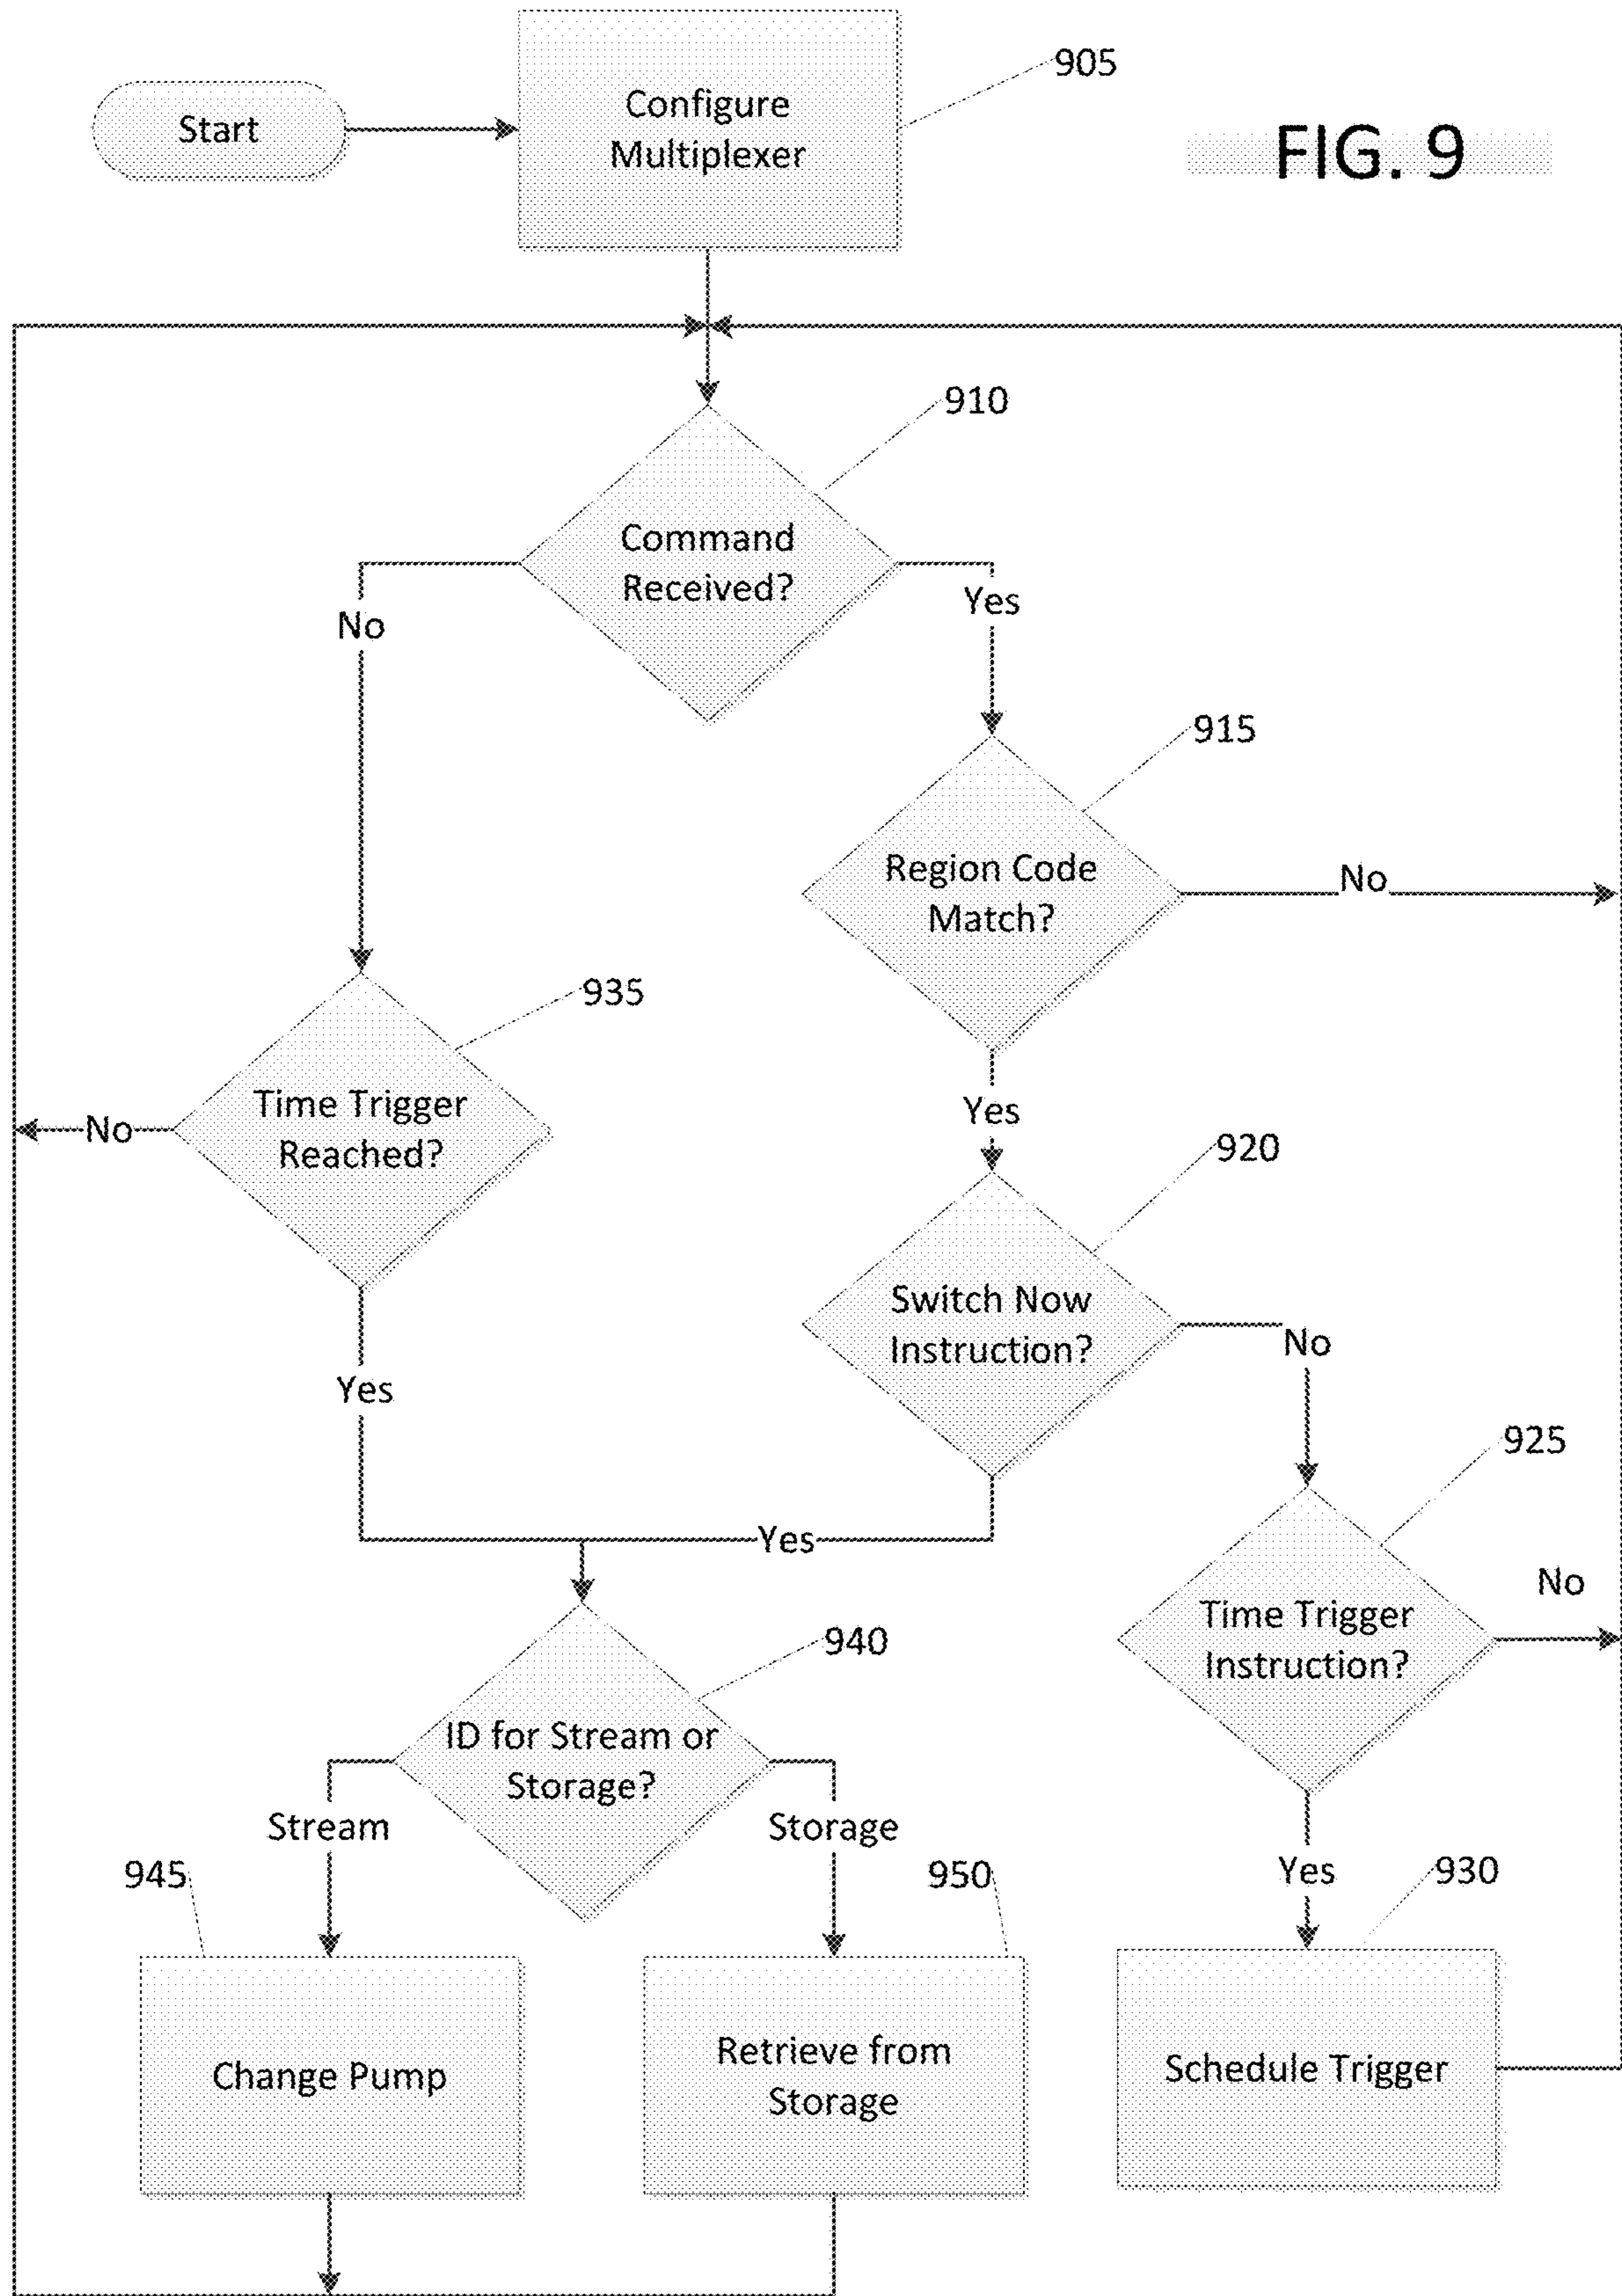 905
Start
Configure
Multiplexer
FIG. 9
910
Command
Received?
No
Yes
915
Region Code
Match?
No
935
Time Trigger
Reached?
No
Yes
920
Switch Now
Instruction?
No
Yes
925
Yes
No
Time Trigger
Instruction?
940
ID for Stream or
Storage?
Stream
Storage
Yes
945
950
930
Change Pump
Retrieve from
Storage
Schedule Trigger